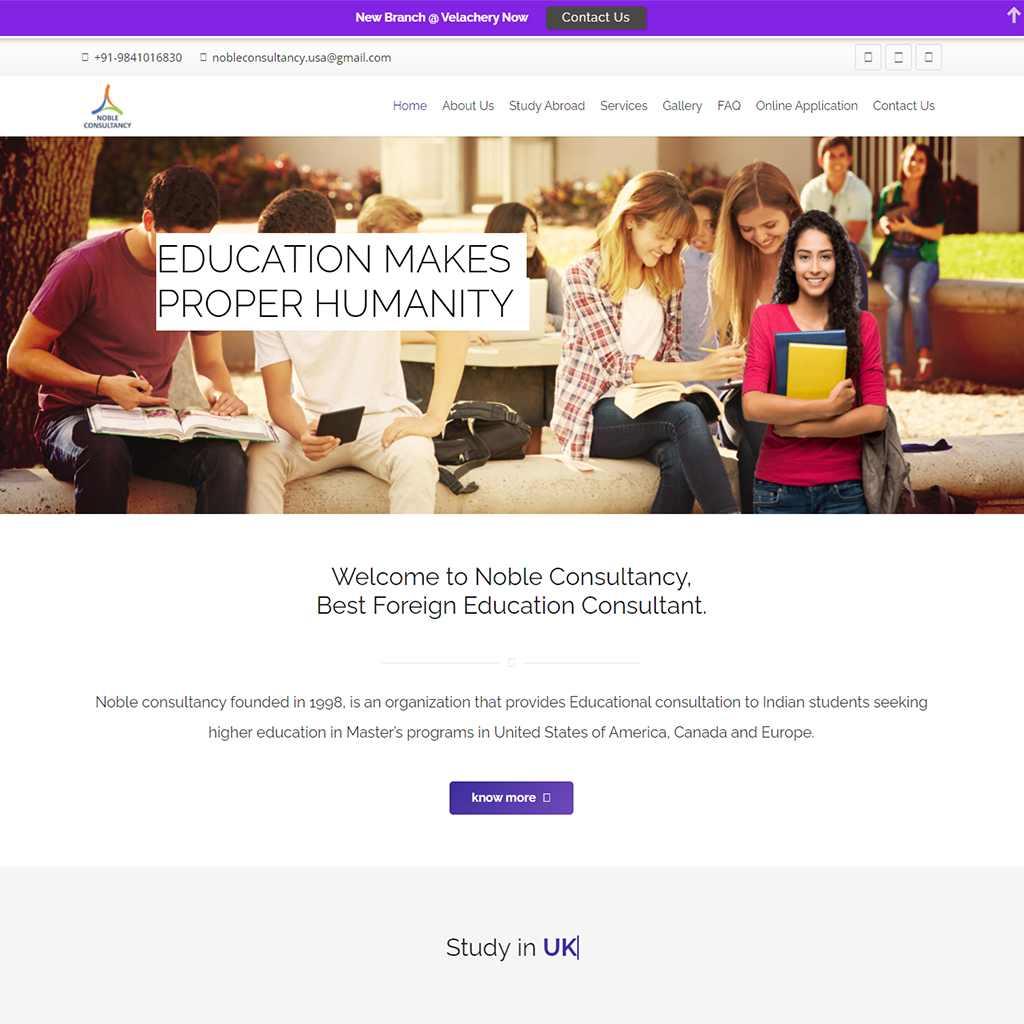 New Branch @ Velachery Now Contact Us
+91-9841016830 nobleconsultancy.usa@gmail.com
NOBLE
CONSULTANCY
Home About Us Study Abroad Services Gallery FAQ Online Application Contact Us
EDUCATION MAKES
PROPER HUMANITY
Welcome to Noble Consultancy,
Best Foreign Education Consultant.
Noble consultancy founded in 1998, is an organization that provides Educational consultation to Indian students seeking
higher education in Master's programs in United States of America, Canada and Europe.
know more
Study in UK